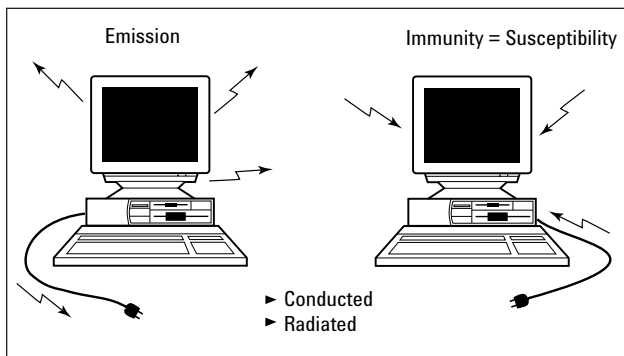 Emission
Immunity = Susceptibility
► Conducted
► Radiated